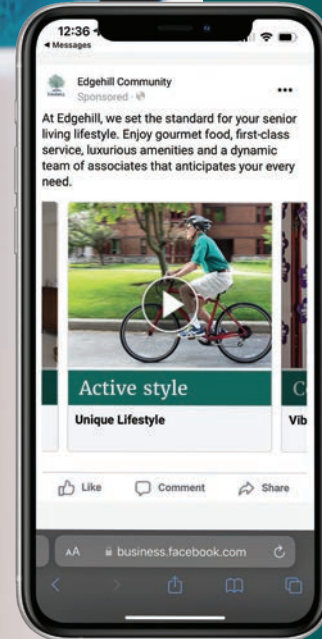 12:36
Messages
Edgehill Community
Sponsored
At Edgehill, we set the standard for your senior
living lifestyle. Enjoy gourmet food, first-class
service, luxurious amenities and a dynamic
team of associates that anticipates your every
need.
Active style
C
Unique Lifestyle
Vib
Like
Comment
Share
AA
business.facebook.com